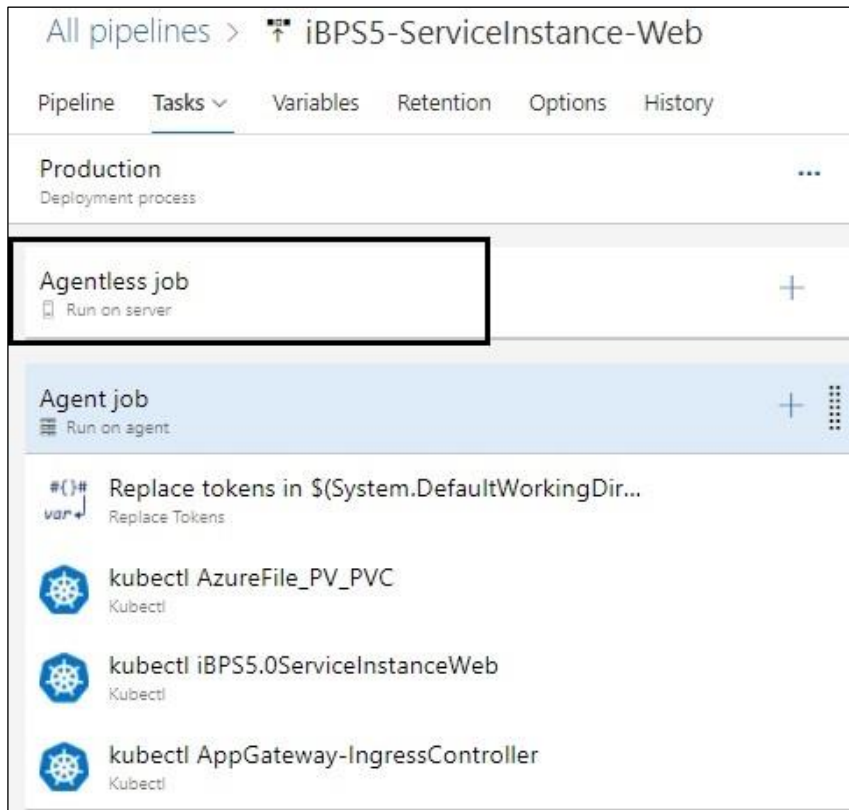 All pipelines > iBPS5-ServiceInstance-Web
Pipeline Tasks Variables Retention Options History
Production
Deployment process
Agentless job
Run on server
Agent job
Run on agent
#{}# Replace tokens in $(System.DefaultWorkingDir...
var Replace Tokens
kubectl AzureFile_PV_PVC
Kubectl
kubectl iBPS5.0ServiceInstanceWeb
Kubectl
kubectl AppGateway-IngressController
Kubectl